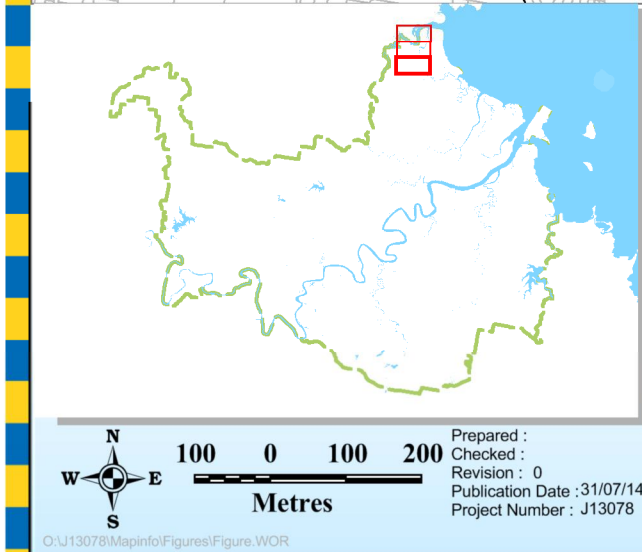 N
W E
S
100 0 100 200
Metres
Prepared :
Checked :
Revision : 0
Publication Date : 31/07/14
Project Number : J13078
O:\J13078\Mapinfo\Figures\Figure.WOR